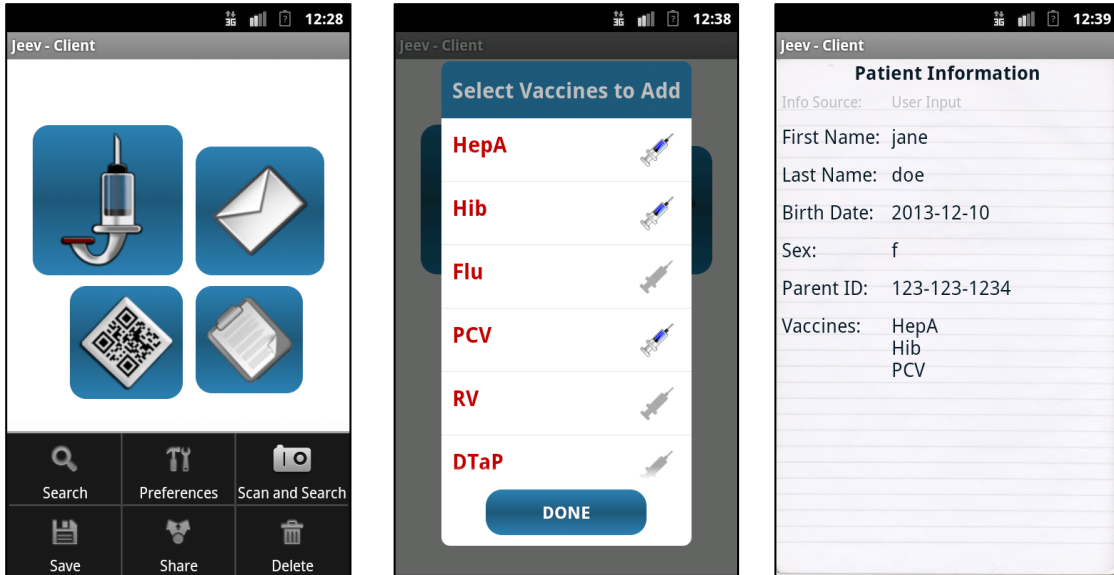 3G 12:28
Jeev - Client
Search Preferences Scan and Search
Save Share Delete
3G 12:38
Jeev - Client
Select Vaccines to Add
HepA
Hib
Flu
PCV
RV
DTaP
DONE
3G 12:39
Jeev - Client
Patient Information
Info Source: User Input
First Name: jane
Last Name: doe
Birth Date: 2013-12-10
Sex: f
Parent ID: 123-123-1234
Vaccines: HepA
Hib
PCV